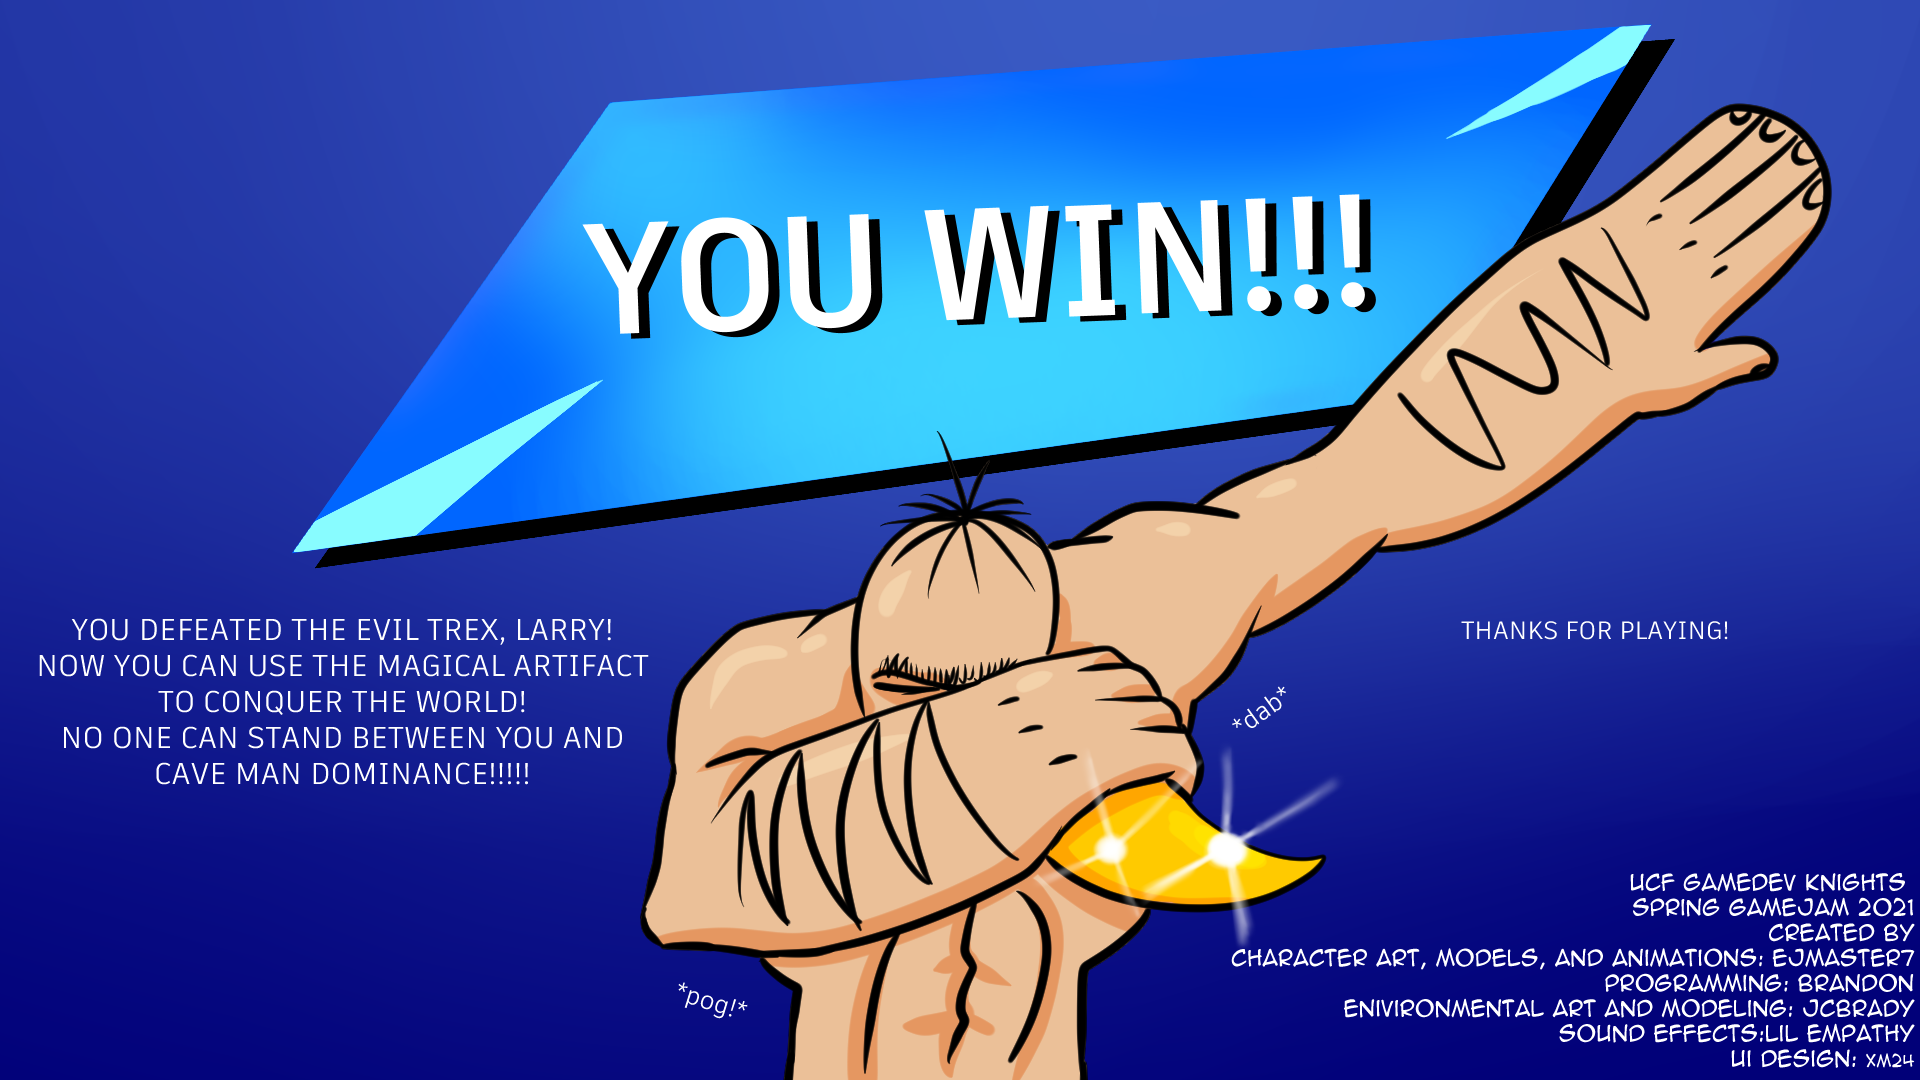 YOU WIN!!!
YOU DEFEATED THE EVIL TREX, LARRY!
NOW YOU CAN USE THE MAGICAL ARTIFACT
TO CONQUER THE WORLD!
NO ONE CAN STAND BETWEEN YOU AND
CAVE MAN DOMINANCE!!!!!
THANKS FOR PLAYING!
*dab*
*pog!*
UCF GAMEDEV KNIGHTS
SPRING GAMEJAM 2021
CREATED BY
CHARACTER ART, MODELS, AND ANIMATIONS: EJMASTER7
PROGRAMMING: BRANDON
ENIVIRONMENTAL ART AND MODELING: JCBRADY
SOUND EFFECTS:LIL EMPATHY
UI DESIGN: XM24